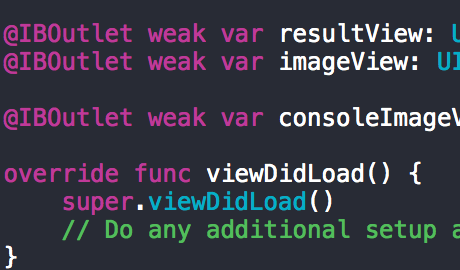 @IBOutlet weak var resultView: U
@IBOutlet weak var imageView: UI
@IBOutlet weak var consoleImageV
override func viewDidLoad() {
    super.viewDidLoad()
    // Do any additional setup a
}